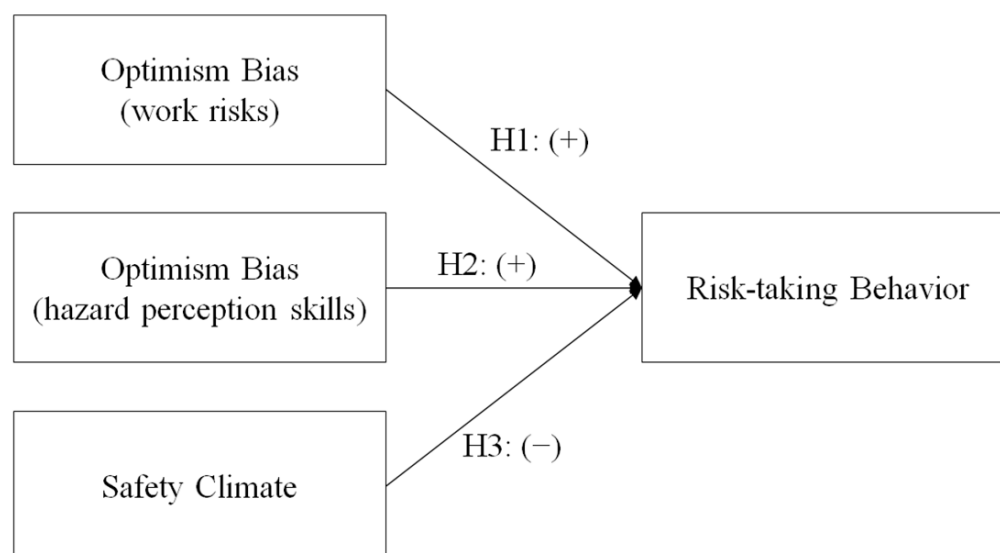 Optimism Bias
(work risks)
H1: (+)
Optimism Bias
(hazard perception skills)
H2: (+)
Risk-taking Behavior
H3: (−)
Safety Climate